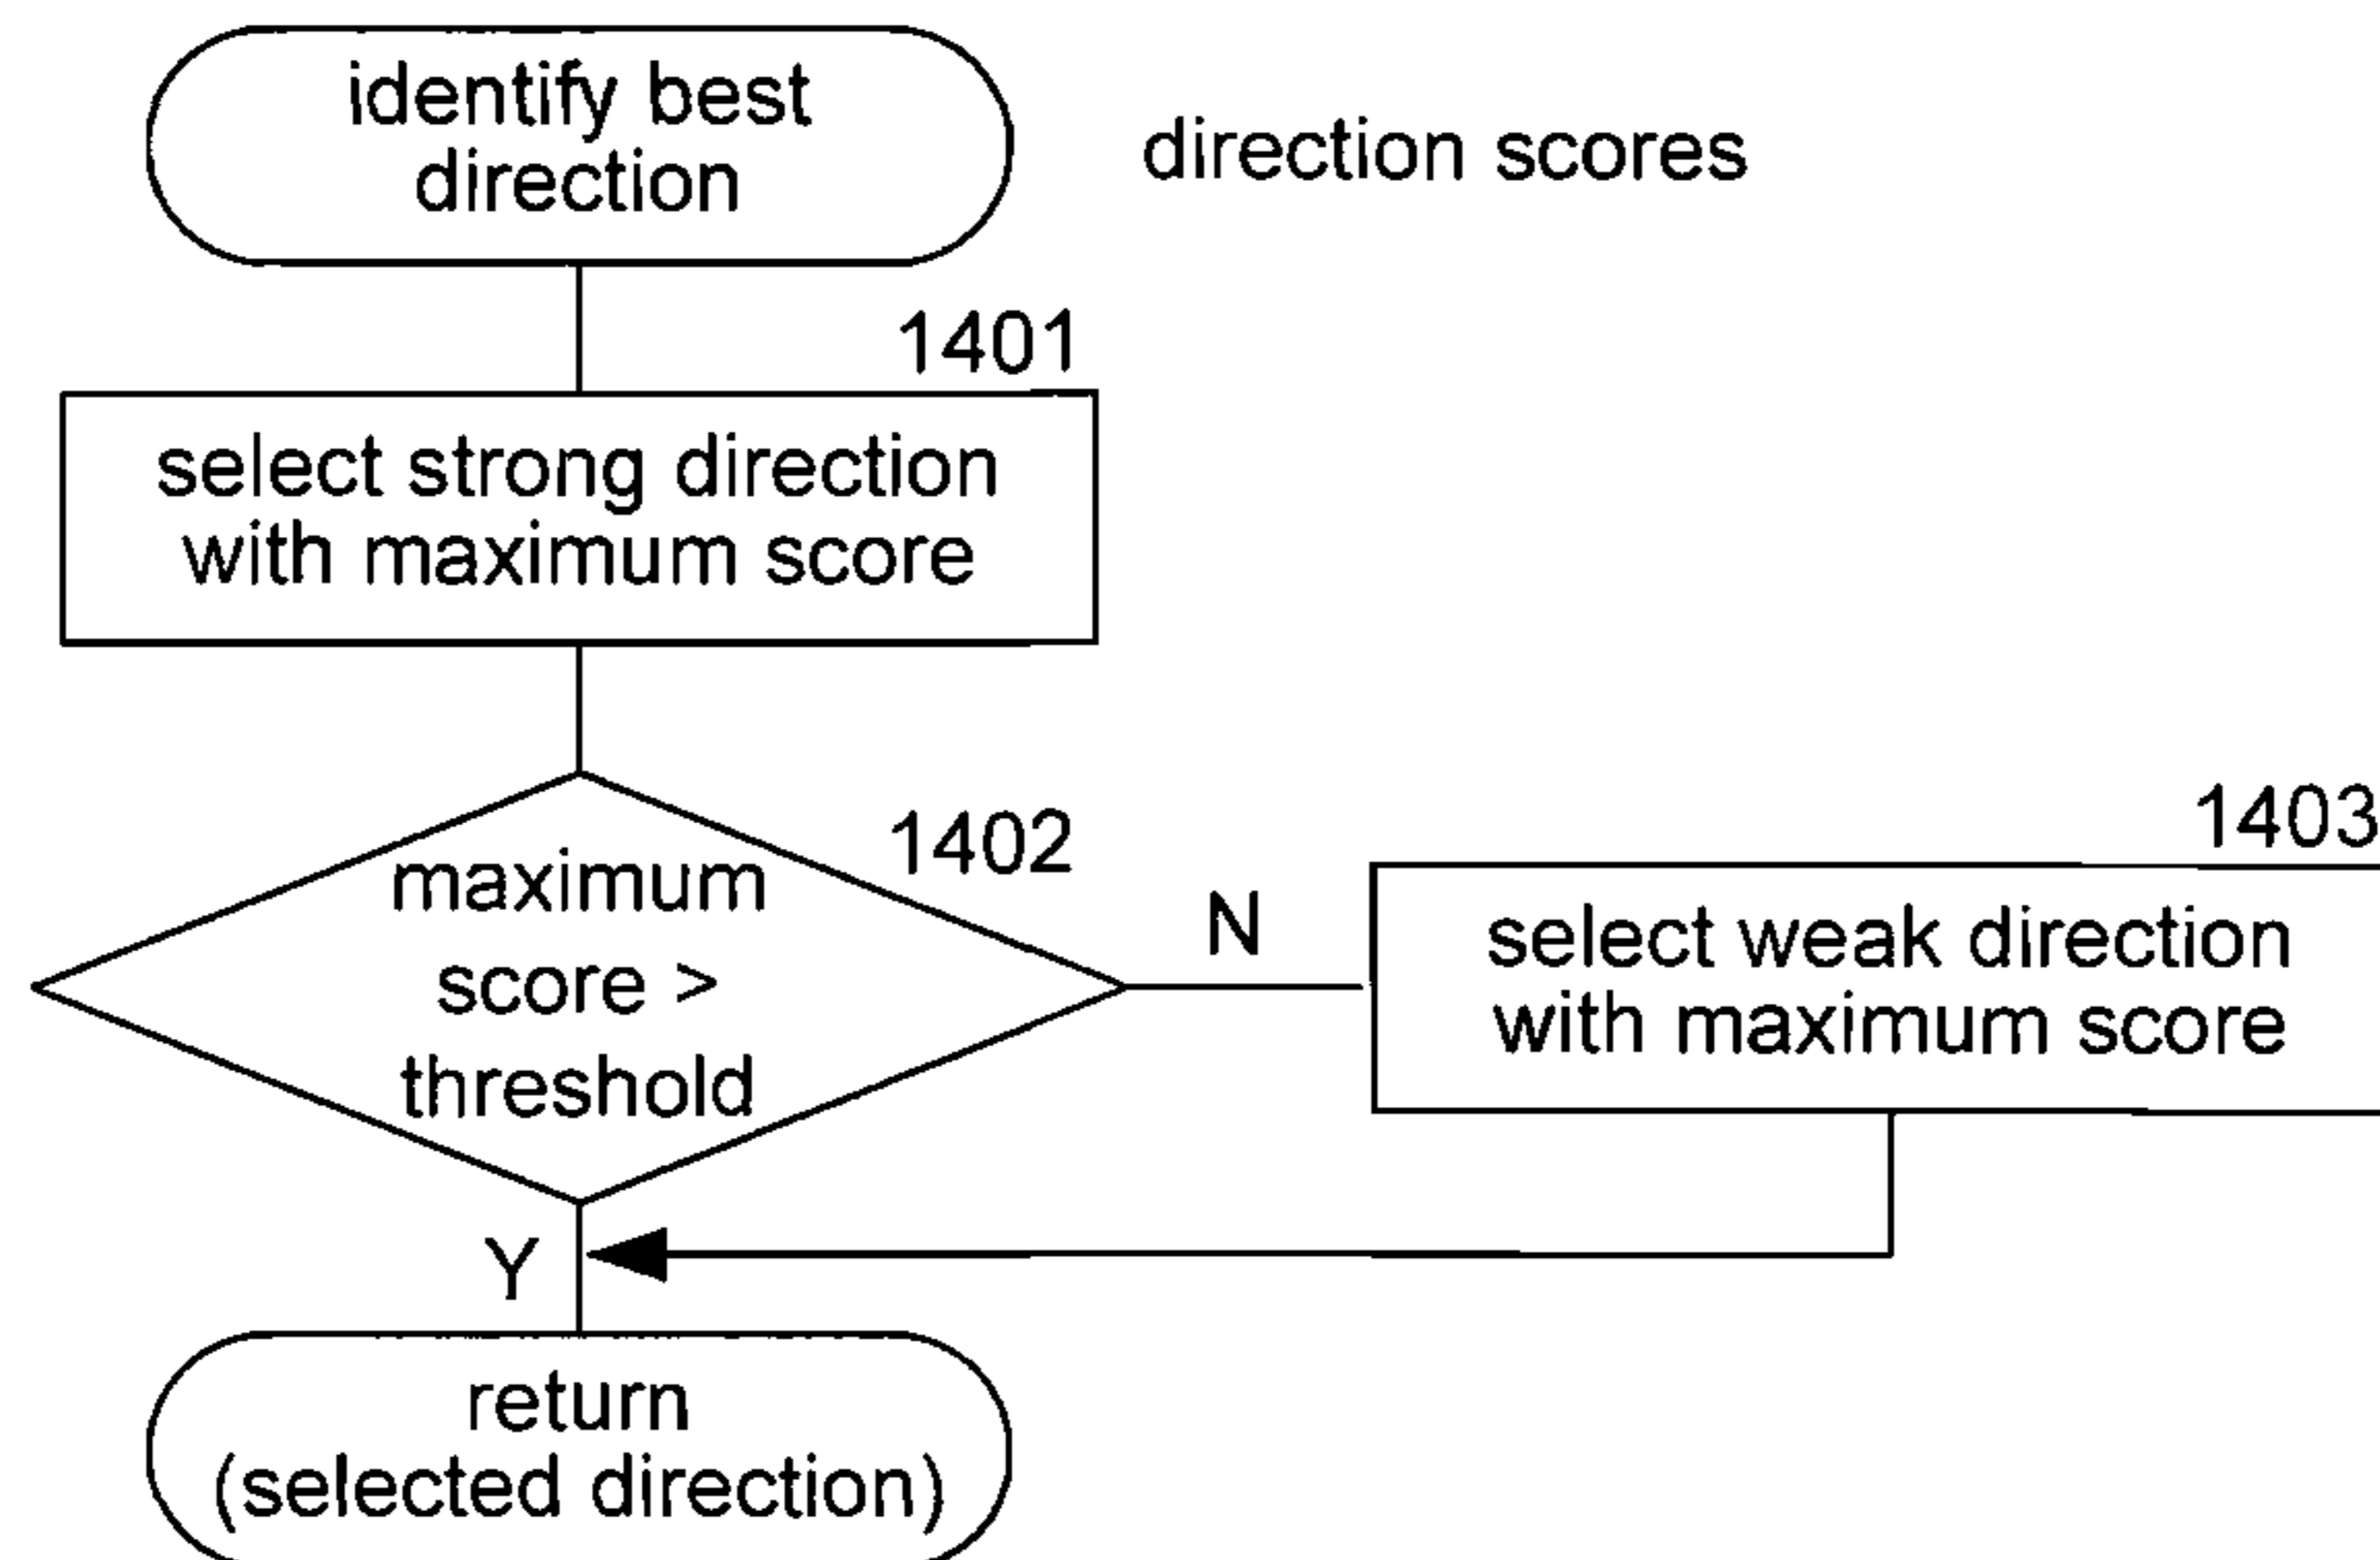 identify best
direction
direction scores
1401
select strong direction
with maximum score
1402
maximum
score >
threshold
N
1403
select weak direction
with maximum score
Y
return
(selected direction)